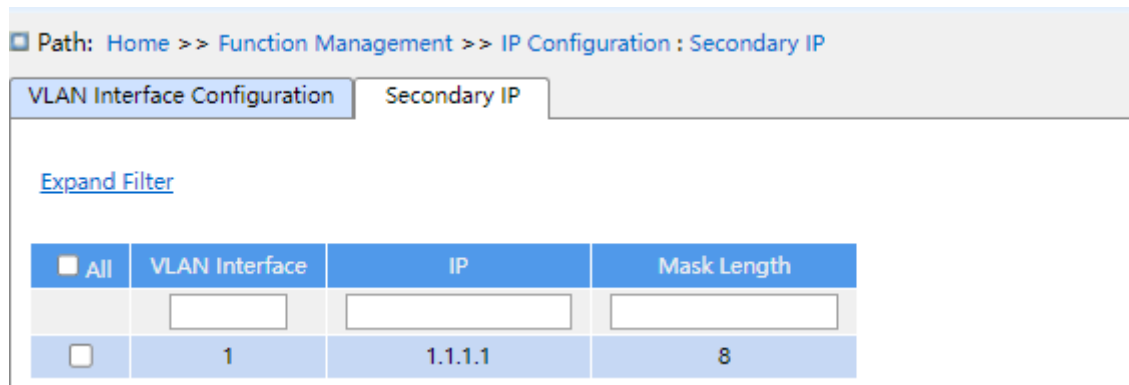 Path: Home >> Function Management >> IP Configuration : Secondary IP
VLAN Interface Configuration Secondary IP
Expand Filter
All VLAN Interface IP Mask Length
1 1.1.1.1 8